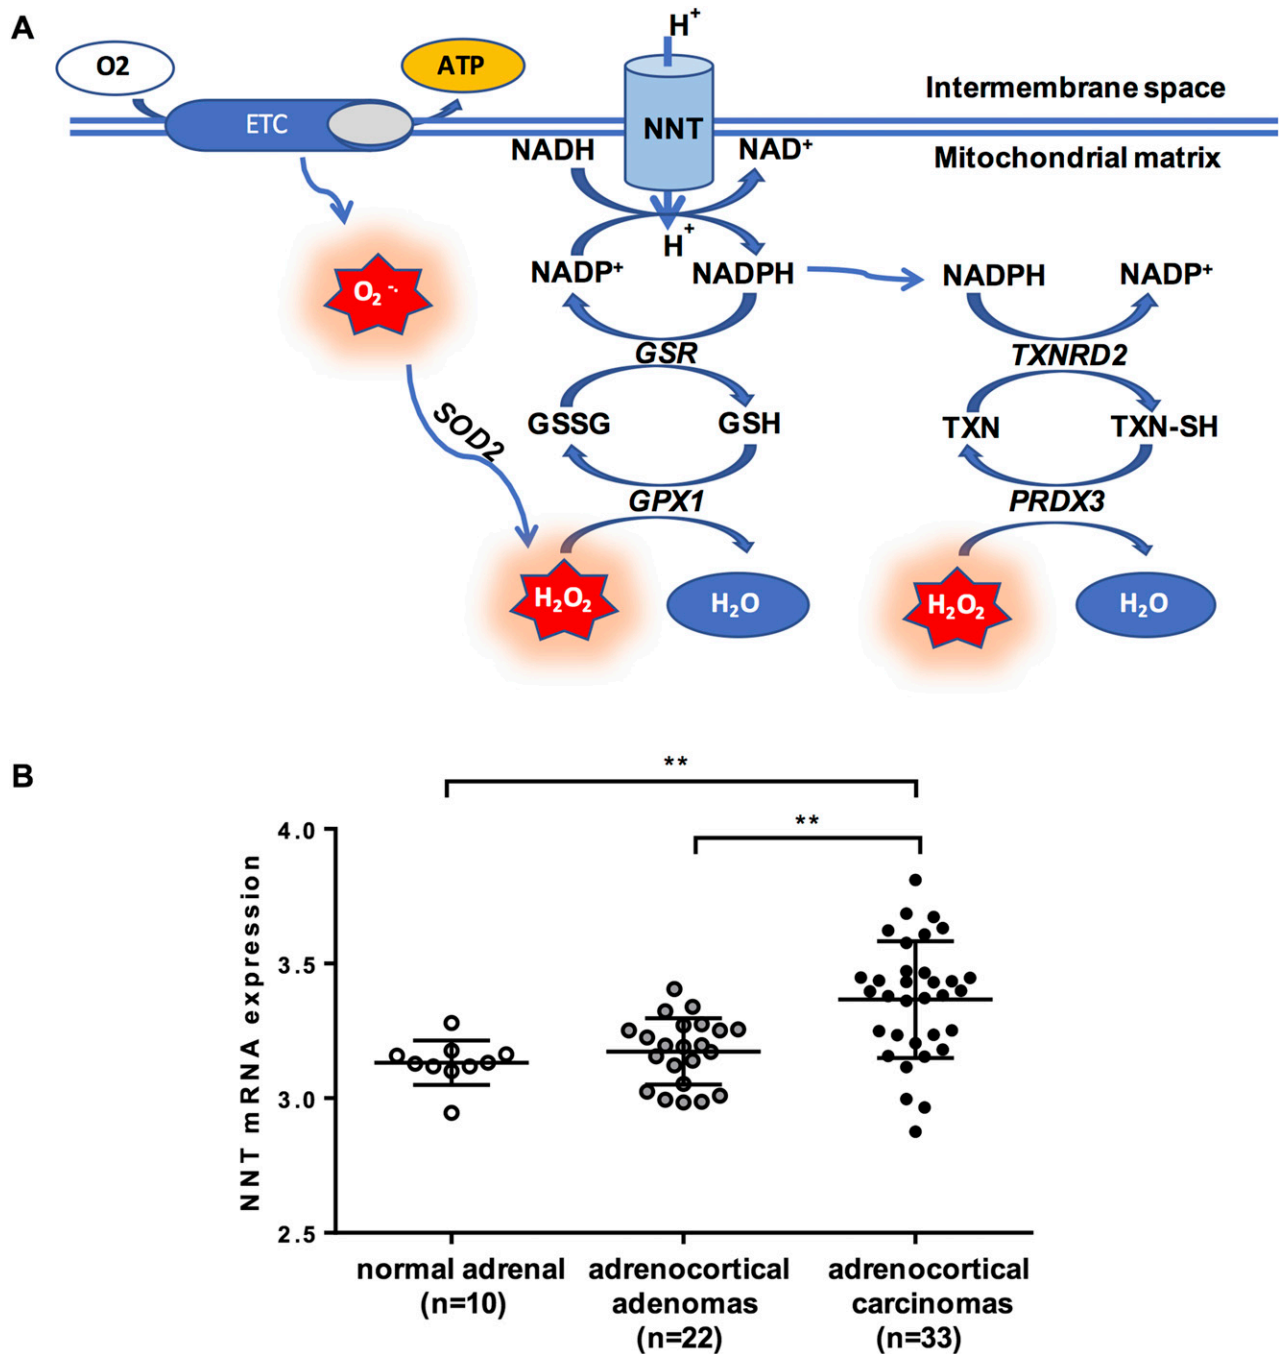 A
H⁺
O2
ATP
Intermembrane space
ETC
NNT
NADH
NAD⁺
Mitochondrial matrix
H⁺
O₂⁻·
NADP⁺
NADPH
NADPH
NADP⁺
GSR
TXNRD2
SOD2
GSSG
GSH
TXN
TXN-SH
GPX1
PRDX3
H₂O₂
H₂O
H₂O₂
H₂O
B
**
**
NNT mRNA expression
4.0
3.5
3.0
2.5
normal adrenal
(n=10)
adrenocortical
adenomas
(n=22)
adrenocortical
carcinomas
(n=33)